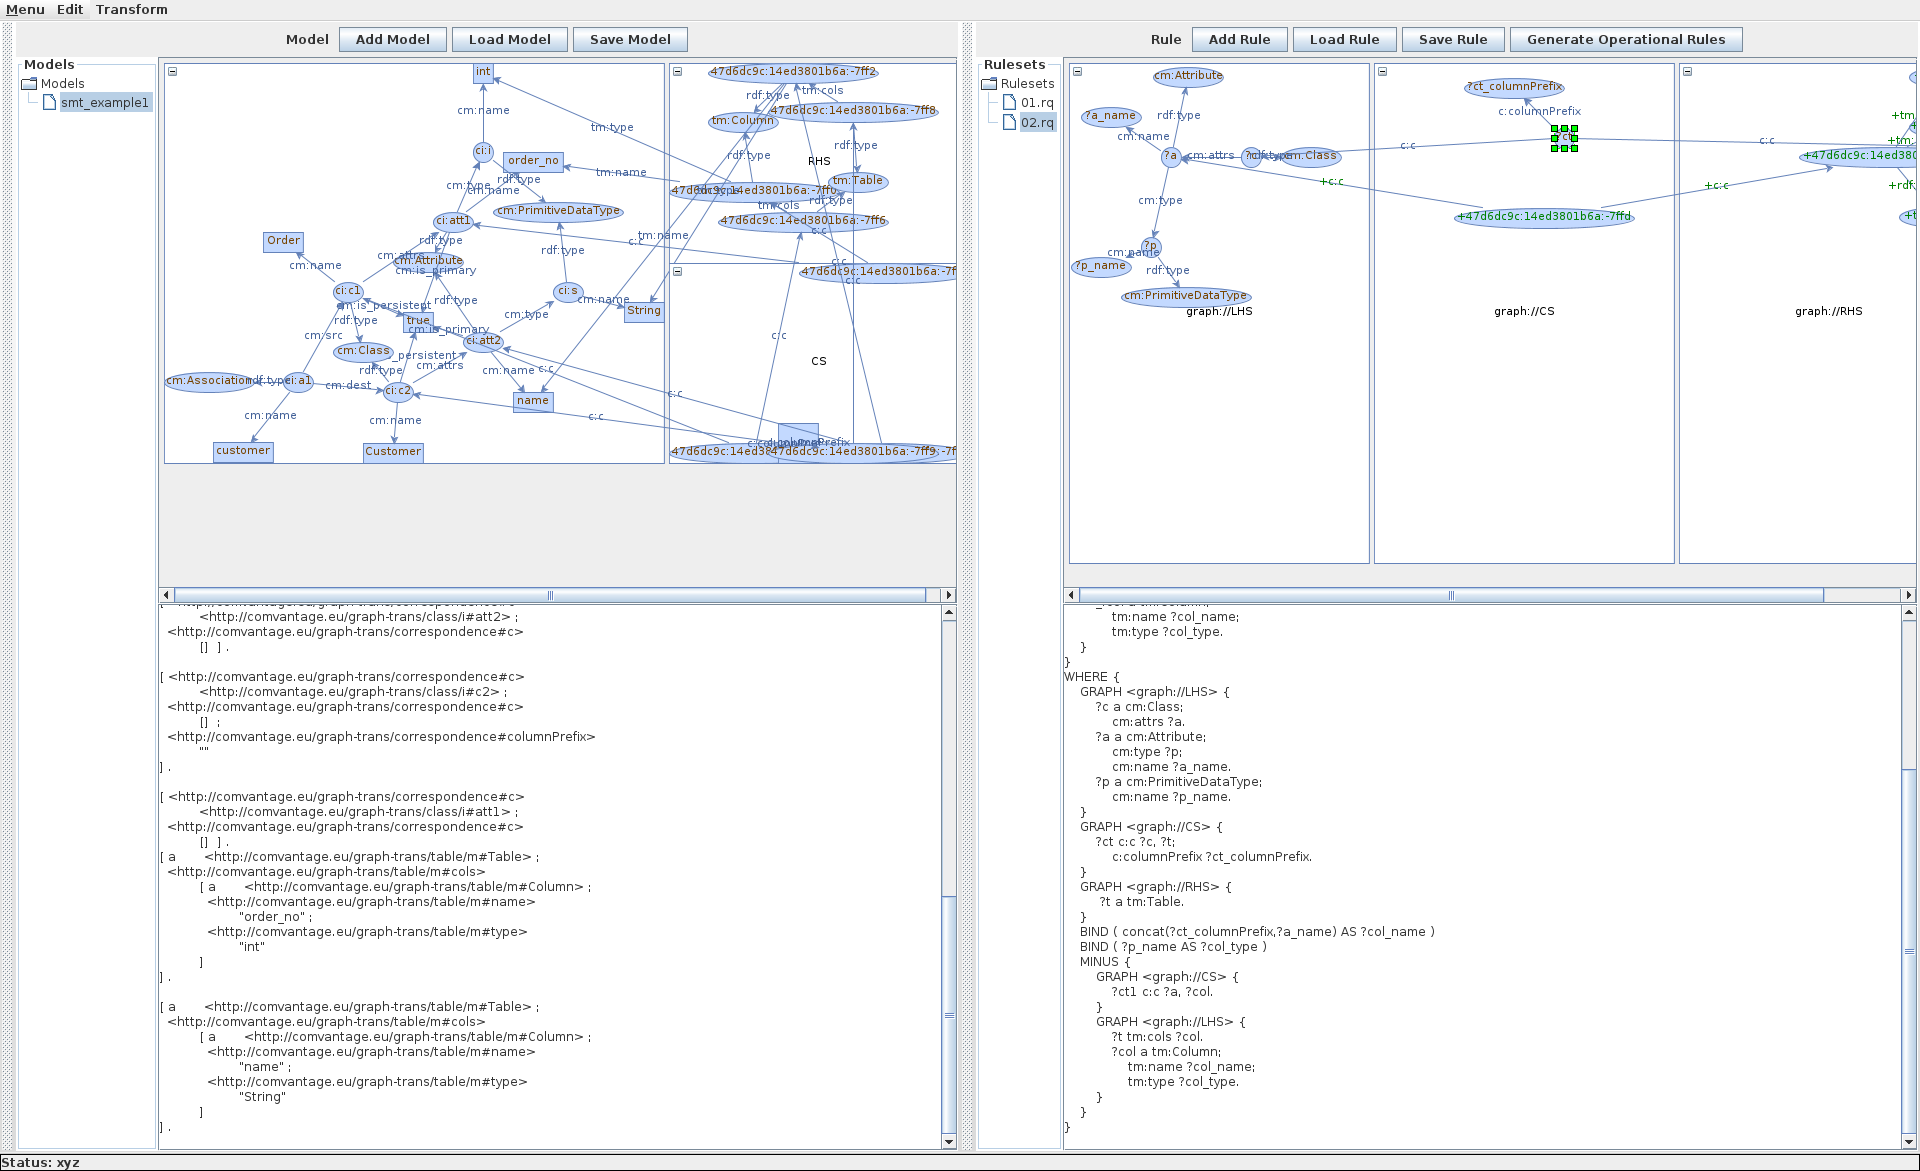 Menu Edit Transform
Model Add Model Load Model Save Model
Rule Add Rule Load Rule Save Rule Generate Operational Rules
Models
Models
smt_example1
int
cm:name
tm:type
ci:i
order_no
rdf:type
cm:type
cm:name
tm:name
cm:PrimitiveDataType
ci:att1
Order
rdf:type
cm:attrs
cm:Attribute
cm:is_primary
rdf:type
tm:name
c:c
cm:name
ci:c1
ci:s
cm:name
cm:is_persistent
rdf:type
rdf:type
cm:type
String
true
cm:is_primary
cm:src
ci:att2
cm:Class
_persistent
cm:attrs
rdf:type
cm:name
c:c
cm:Association
rdf:type
ci:a1
cm:dest
ci:c2
name
cm:name
cm:name
c:c
c:c
customer
Customer
47d6dc9c:14ed3801b6a:-7ff2
rdf:type
tm:cols
47d6dc9c:14ed3801b6a:-7ff8
tm:Column
rdf:type
rdf:type
RHS
tm:Table
47d6dc9c:14ed3801b6a:-7ff0
rdf:type
tm:cols
47d6dc9c:14ed3801b6a:-7ff6
c:c
c:c
47d6dc9c:14ed3801b6a:-7f
c:c
c:c
CS
c:columnPrefix
47d6dc9c:14ed38
47d6dc9c:14ed3801b6a:-7ff9
-7f
Rulesets
Rulesets
01.rq
02.rq
cm:Attribute
?a_name
rdf:type
cm:name
?a
cm:attrs
rdf:type
cm:Class
cm:type
?p
cm:name
?p_name
rdf:type
cm:PrimitiveDataType
graph://LHS
?ct_columnPrefix
c:columnPrefix
c:c
c:c
+c:c
+c:c
+47d6dc9c:14ed3801b6a:-7ffd
graph://CS
+tm
+tm:
+47d6dc9c:14ed380
+rdf
+t
graph://RHS
<http://comvantage.eu/graph-trans/class/i#att2> ;
<http://comvantage.eu/graph-trans/correspondence#c>
[] ] .
[ <http://comvantage.eu/graph-trans/correspondence#c>
<http://comvantage.eu/graph-trans/class/i#c2> ;
<http://comvantage.eu/graph-trans/correspondence#c>
[] ;
<http://comvantage.eu/graph-trans/correspondence#columnPrefix>
""
] .
[ <http://comvantage.eu/graph-trans/correspondence#c>
<http://comvantage.eu/graph-trans/class/i#att1> ;
<http://comvantage.eu/graph-trans/correspondence#c>
[] ] .
[ a <http://comvantage.eu/graph-trans/table/m#Table> ;
<http://comvantage.eu/graph-trans/table/m#cols>
[ a <http://comvantage.eu/graph-trans/table/m#Column> ;
<http://comvantage.eu/graph-trans/table/m#name>
"order_no" ;
<http://comvantage.eu/graph-trans/table/m#type>
"int"
]
] .
[ a <http://comvantage.eu/graph-trans/table/m#Table> ;
<http://comvantage.eu/graph-trans/table/m#cols>
[ a <http://comvantage.eu/graph-trans/table/m#Column> ;
<http://comvantage.eu/graph-trans/table/m#name>
"name" ;
<http://comvantage.eu/graph-trans/table/m#type>
"String"
]
] .
tm:name ?col_name;
tm:type ?col_type.
}
}
WHERE {
GRAPH <graph://LHS> {
?c a cm:Class;
cm:attrs ?a.
?a a cm:Attribute;
cm:type ?p;
cm:name ?a_name.
?p a cm:PrimitiveDataType;
cm:name ?p_name.
}
GRAPH <graph://CS> {
?ct c:c ?c, ?t;
c:columnPrefix ?ct_columnPrefix.
}
GRAPH <graph://RHS> {
?t a tm:Table.
}
BIND ( concat(?ct_columnPrefix,?a_name) AS ?col_name )
BIND ( ?p_name AS ?col_type )
MINUS {
GRAPH <graph://CS> {
?ct1 c:c ?a, ?col.
}
GRAPH <graph://LHS> {
?t tm:cols ?col.
?col a tm:Column;
tm:name ?col_name;
tm:type ?col_type.
}
}
}
Status: xyz